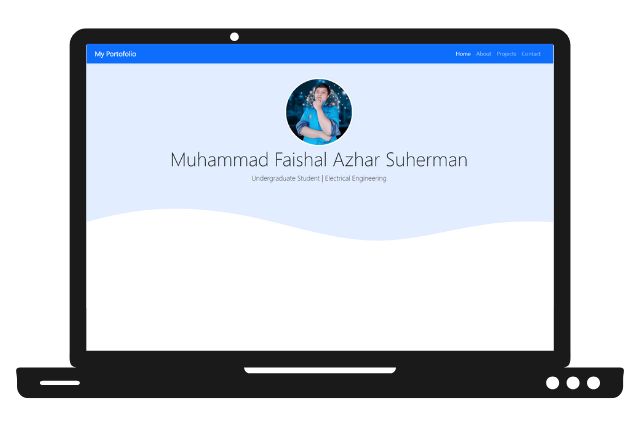 My Portofolio
Home About Projects Contact
Muhammad Faishal Azhar Suherman
Undergraduate Student | Electrical Engineering